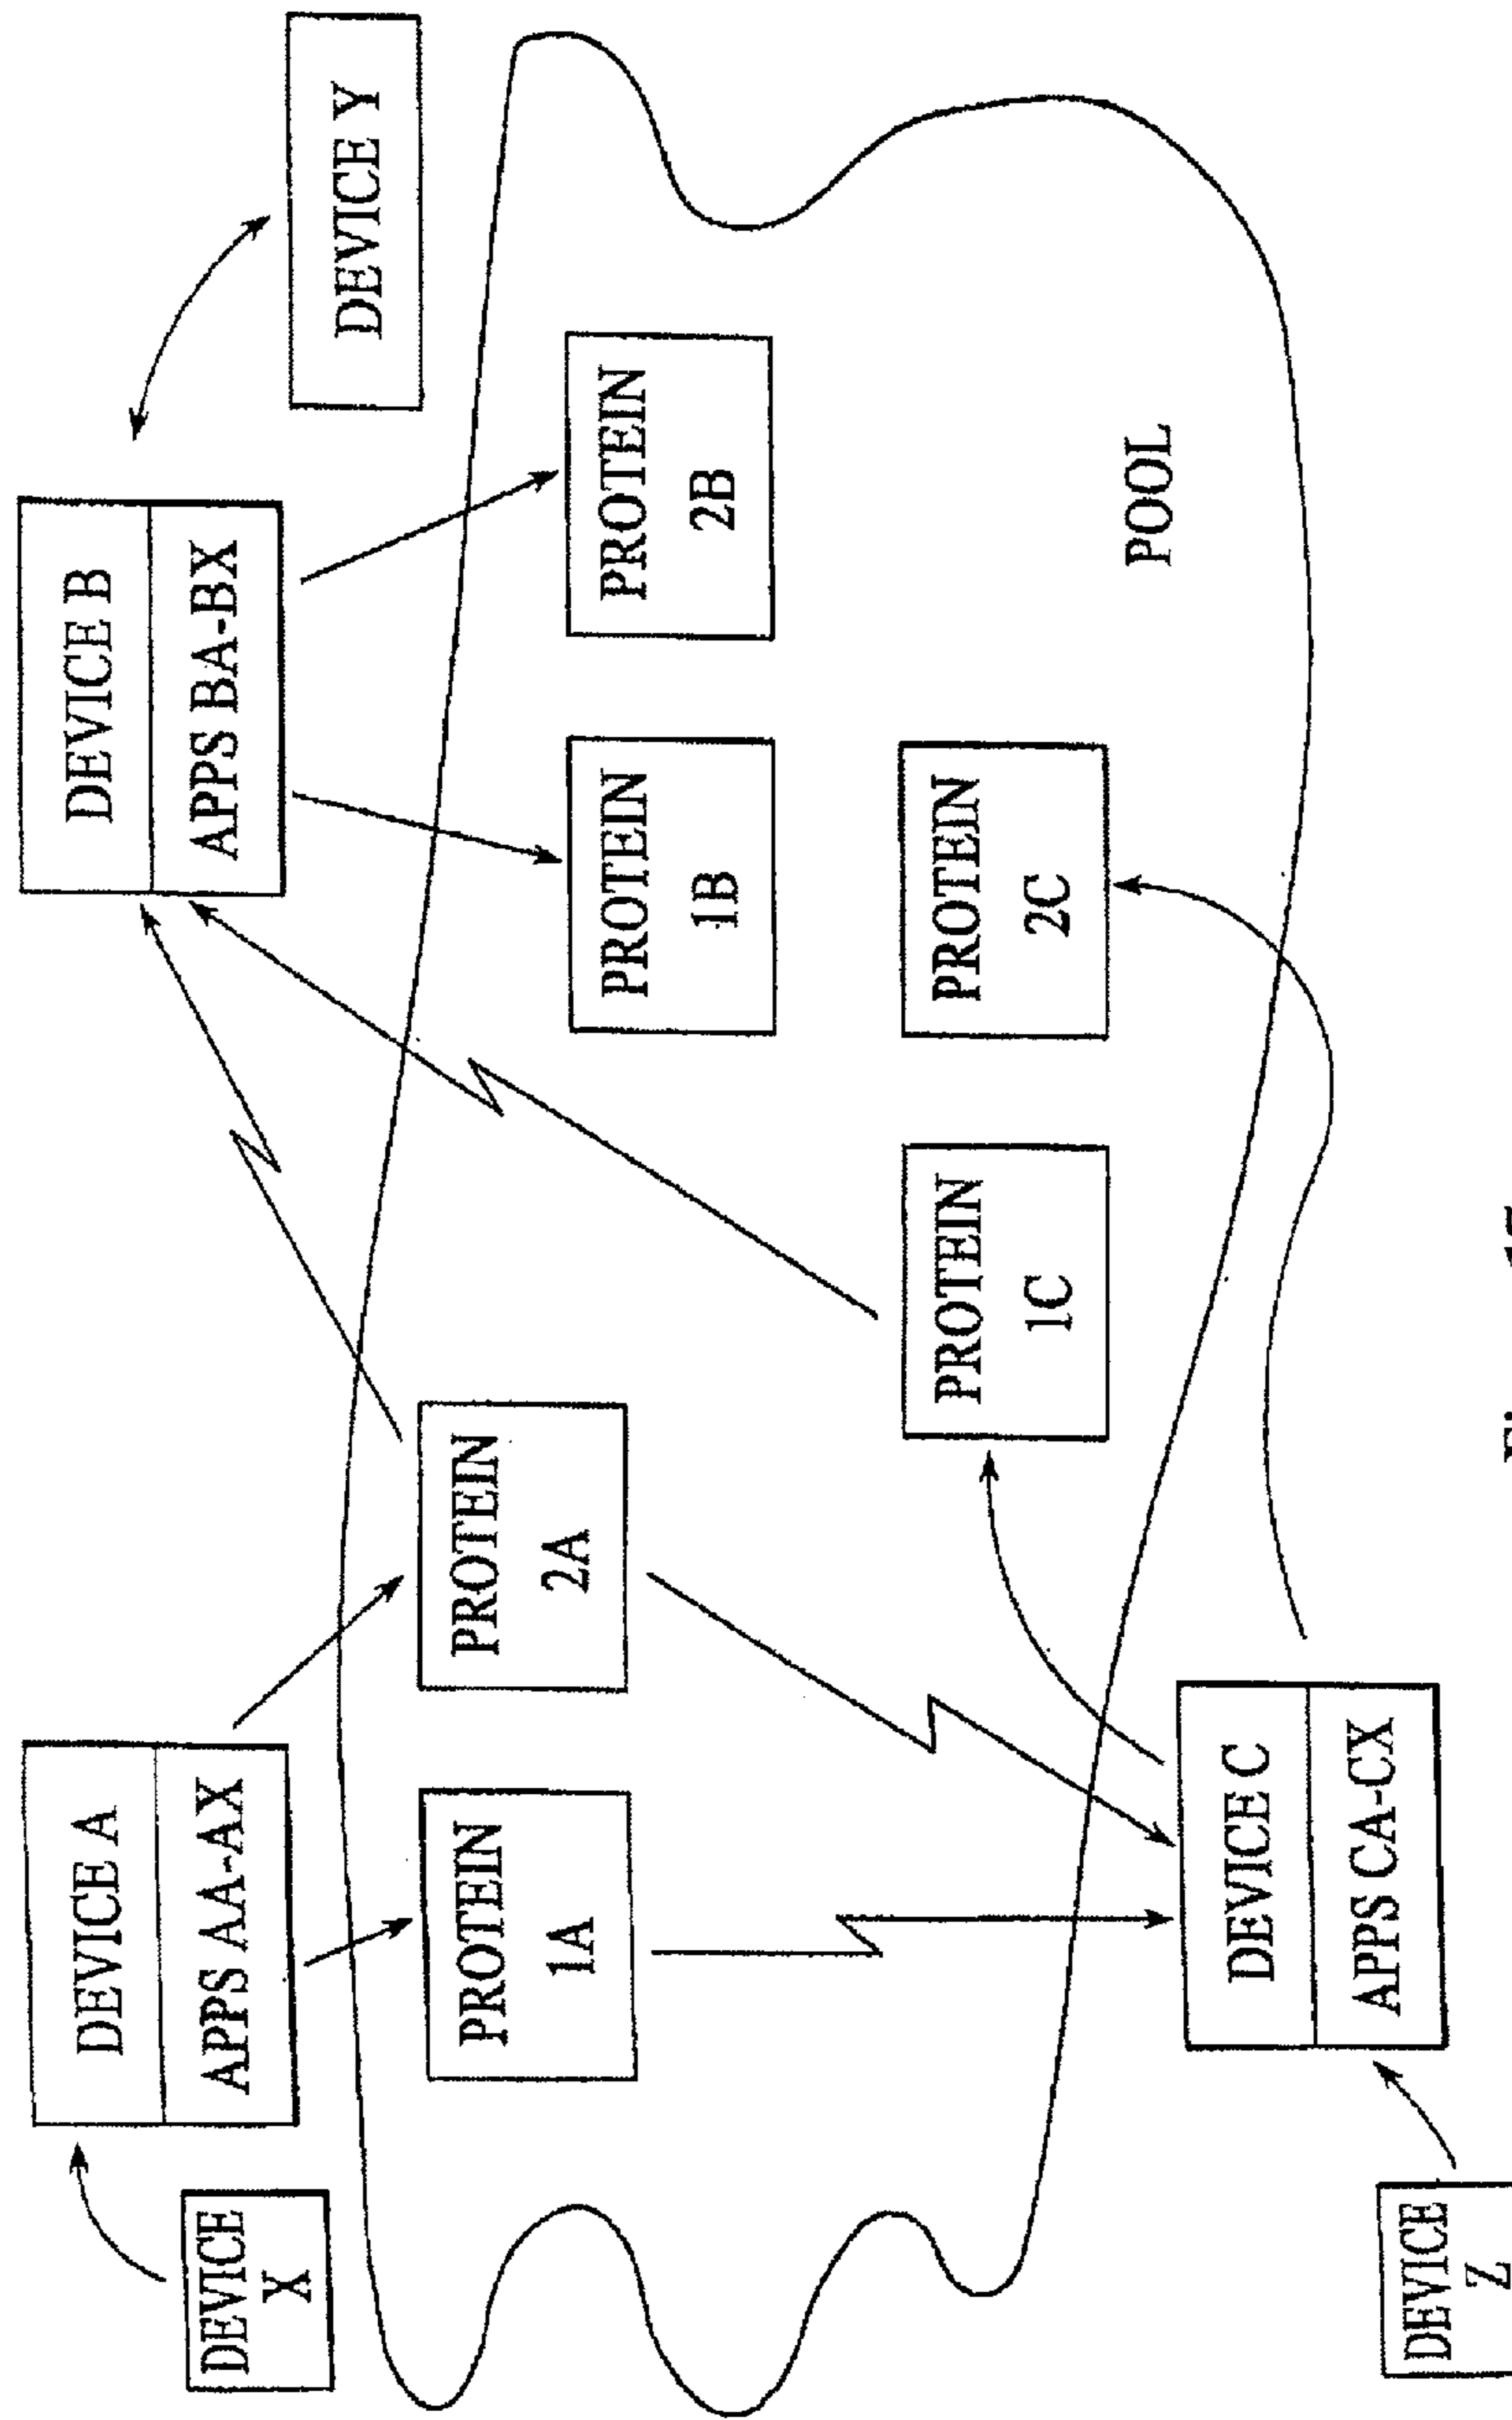 DEVICE
X
DEVICE A
APPS AA-AX
DEVICE B
APPS BA-BX
DEVICE Y
PROTEIN
1A
PROTEIN
2A
PROTEIN
1B
PROTEIN
2B
PROTEIN
1C
PROTEIN
2C
POOL
DEVICE C
APPS CA-CX
DEVICE
Z